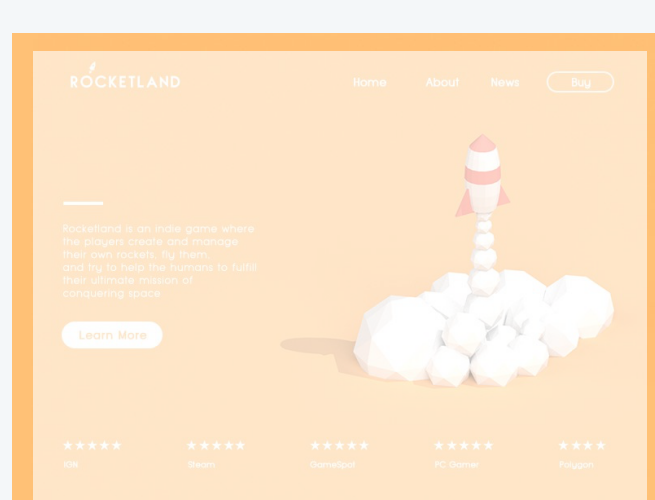 ROCKETLAND
Home About News Buy
Rocketland is an indie game where
the players create and manage
their own rockets, fly them,
and try to help the humans to fulfill
their ultimate mission of
conquering space.
Learn More
Steam GameSpot PC Gamer Polygon